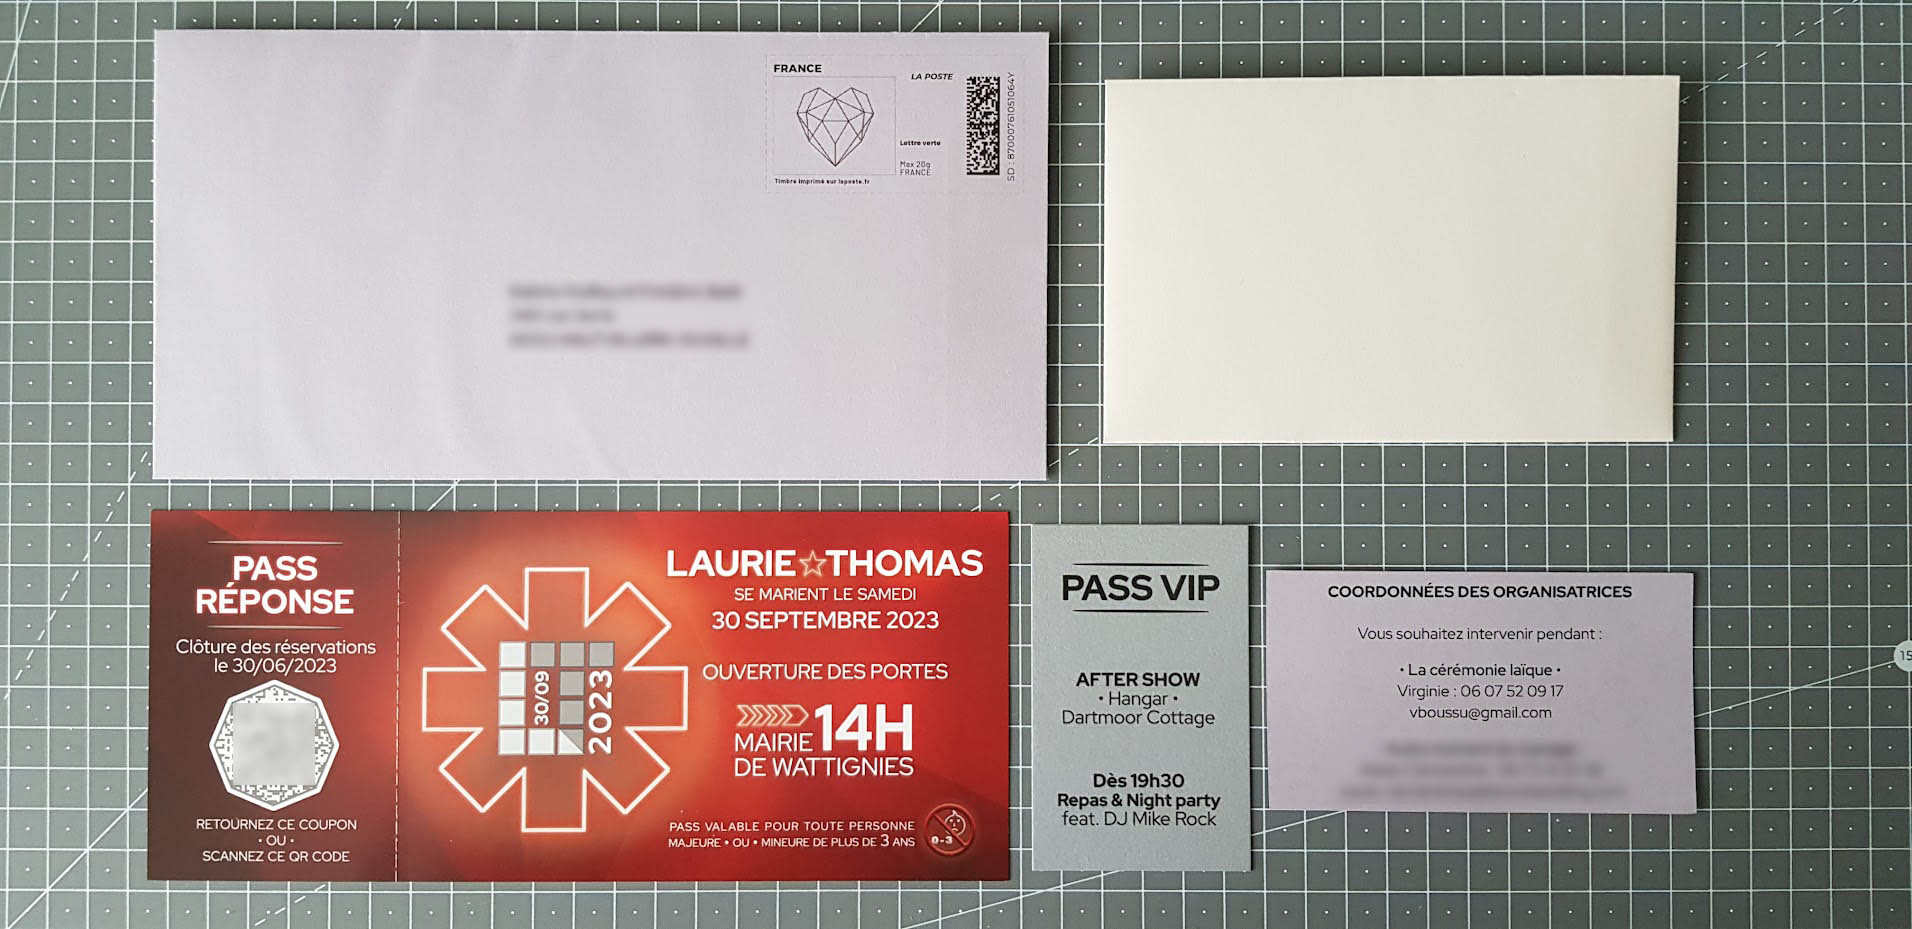 FRANCE
LA POSTE
Lettre verte
Max 20g
FRANCE
Timbre imprimé sur laposte.fr
SD : 87000761051064Y
PASS
RÉPONSE
Clôture des réservations
le 30/06/2023
RETOURNEZ CE COUPON
• OU •
SCANNEZ CE QR CODE
30/09
2023
LAURIE☆THOMAS
SE MARIENT LE SAMEDI
30 SEPTEMBRE 2023
OUVERTURE DES PORTES
14H
MAIRIE
DE WATTIGNIES
PASS VALABLE POUR TOUTE PERSONNE
MAJEURE • OU • MINEURE DE PLUS DE 3 ANS
0-3
PASS VIP
AFTER SHOW
• Hangar •
Dartmoor Cottage
Dès 19h30
Repas & Night party
feat. DJ Mike Rock
COORDONNÉES DES ORGANISATRICES
Vous souhaitez intervenir pendant :
• La cérémonie laïque •
Virginie : 06 07 52 09 17
vboussu@gmail.com
15